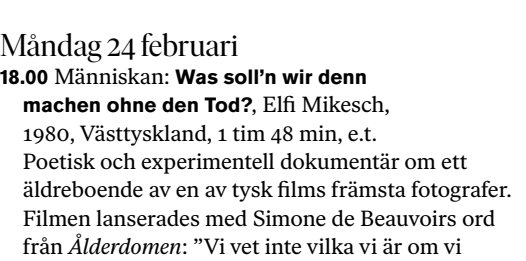 Måndag 24 februari
18.00 Människan: Was soll’n wir denn
machen ohne den Tod?, Elfi Mikesch,
1980, Västtyskland, 1 tim 48 min, e.t.
Poetisk och experimentell dokumentär om ett
äldreboende av en av tysk films främsta fotografer.
Filmen lanserades med Simone de Beauvoirs ord
från Ålderdomen: ”Vi vet inte vilka vi är om vi